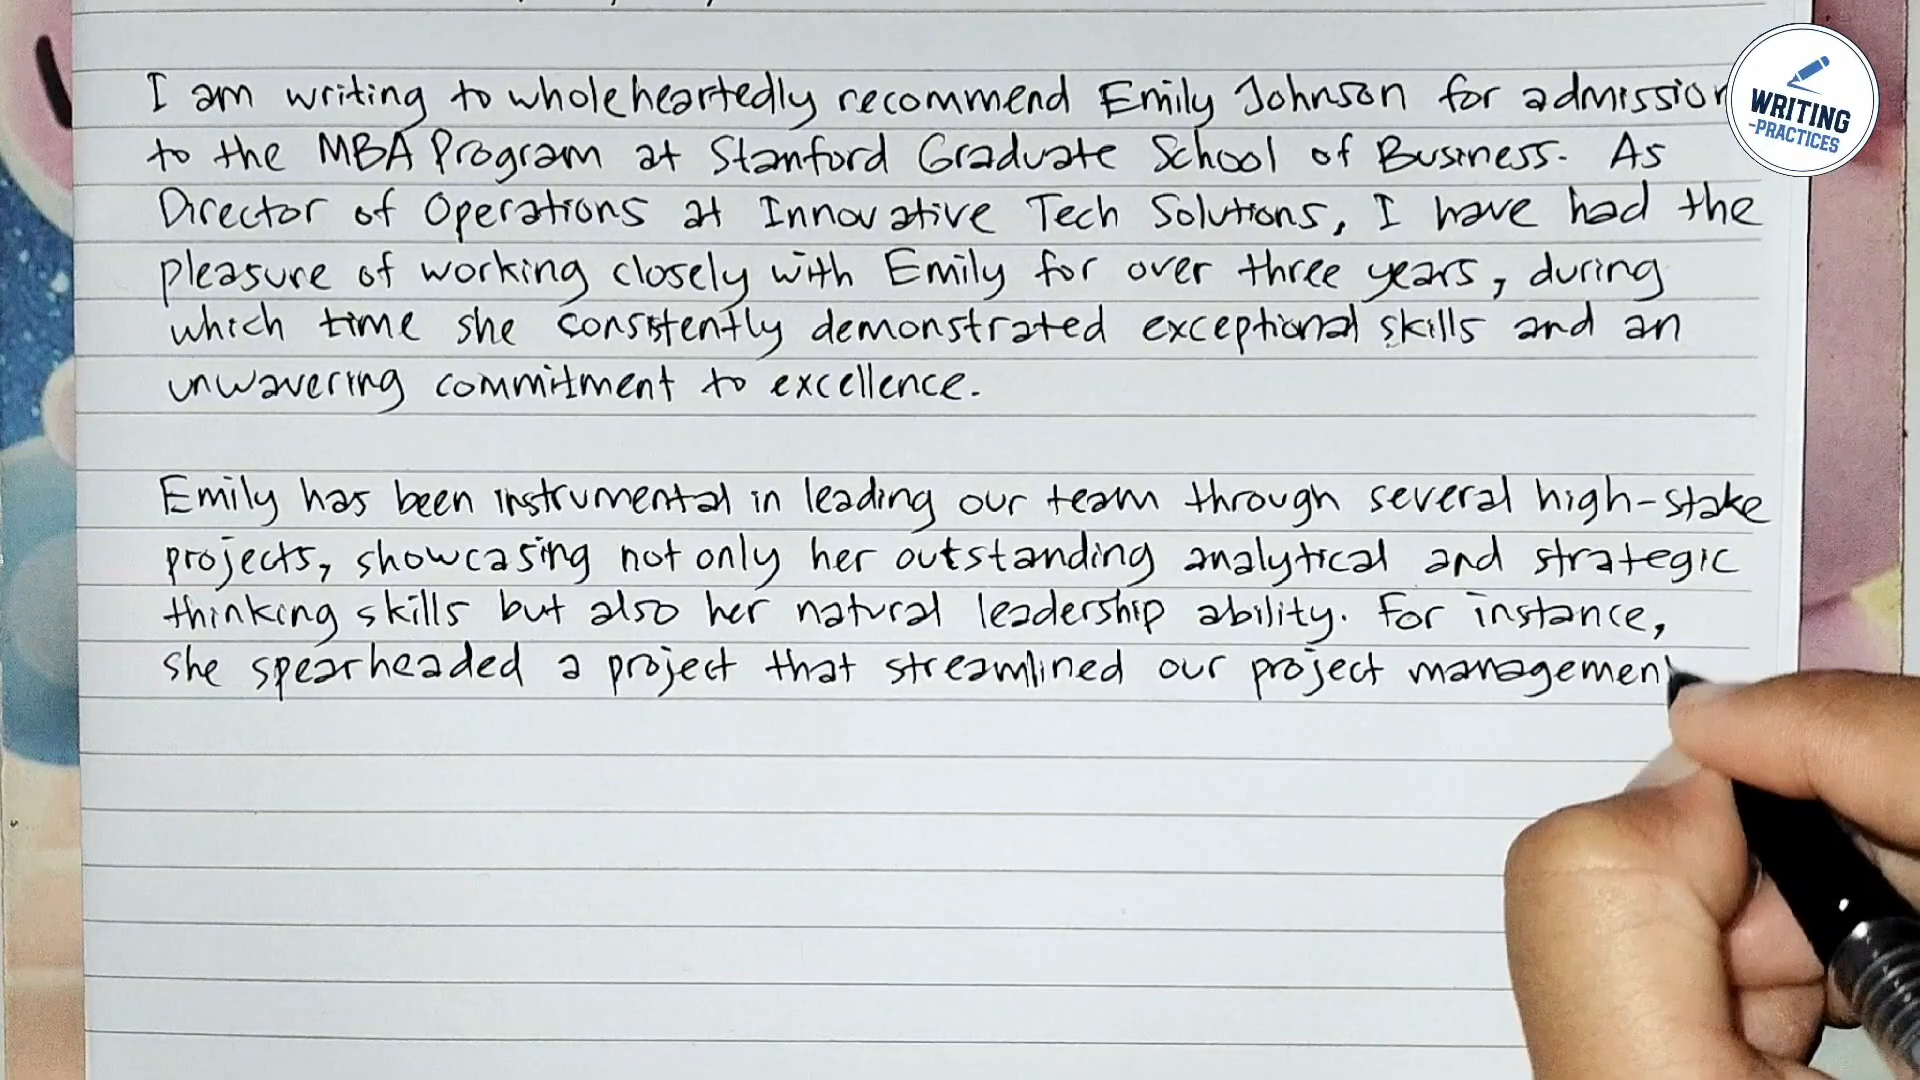 I am writing to wholeheartedly recommend Emily Johnson for admission
to the MBA Program at Stanford Graduate School of Business. As
Director of Operations at Innovative Tech Solutions, I have had the
pleasure of working closely with Emily for over three years, during
which time she consistently demonstrated exceptional skills and an
unwavering commitment to excellence.
Emily has been instrumental in leading our team through several high-stake
projects, showcasing not only her outstanding analytical and strategic
thinking skills but also her natural leadership ability. For instance,
she spearheaded a project that streamlined our project managemen
WRITING
-PRACTICES